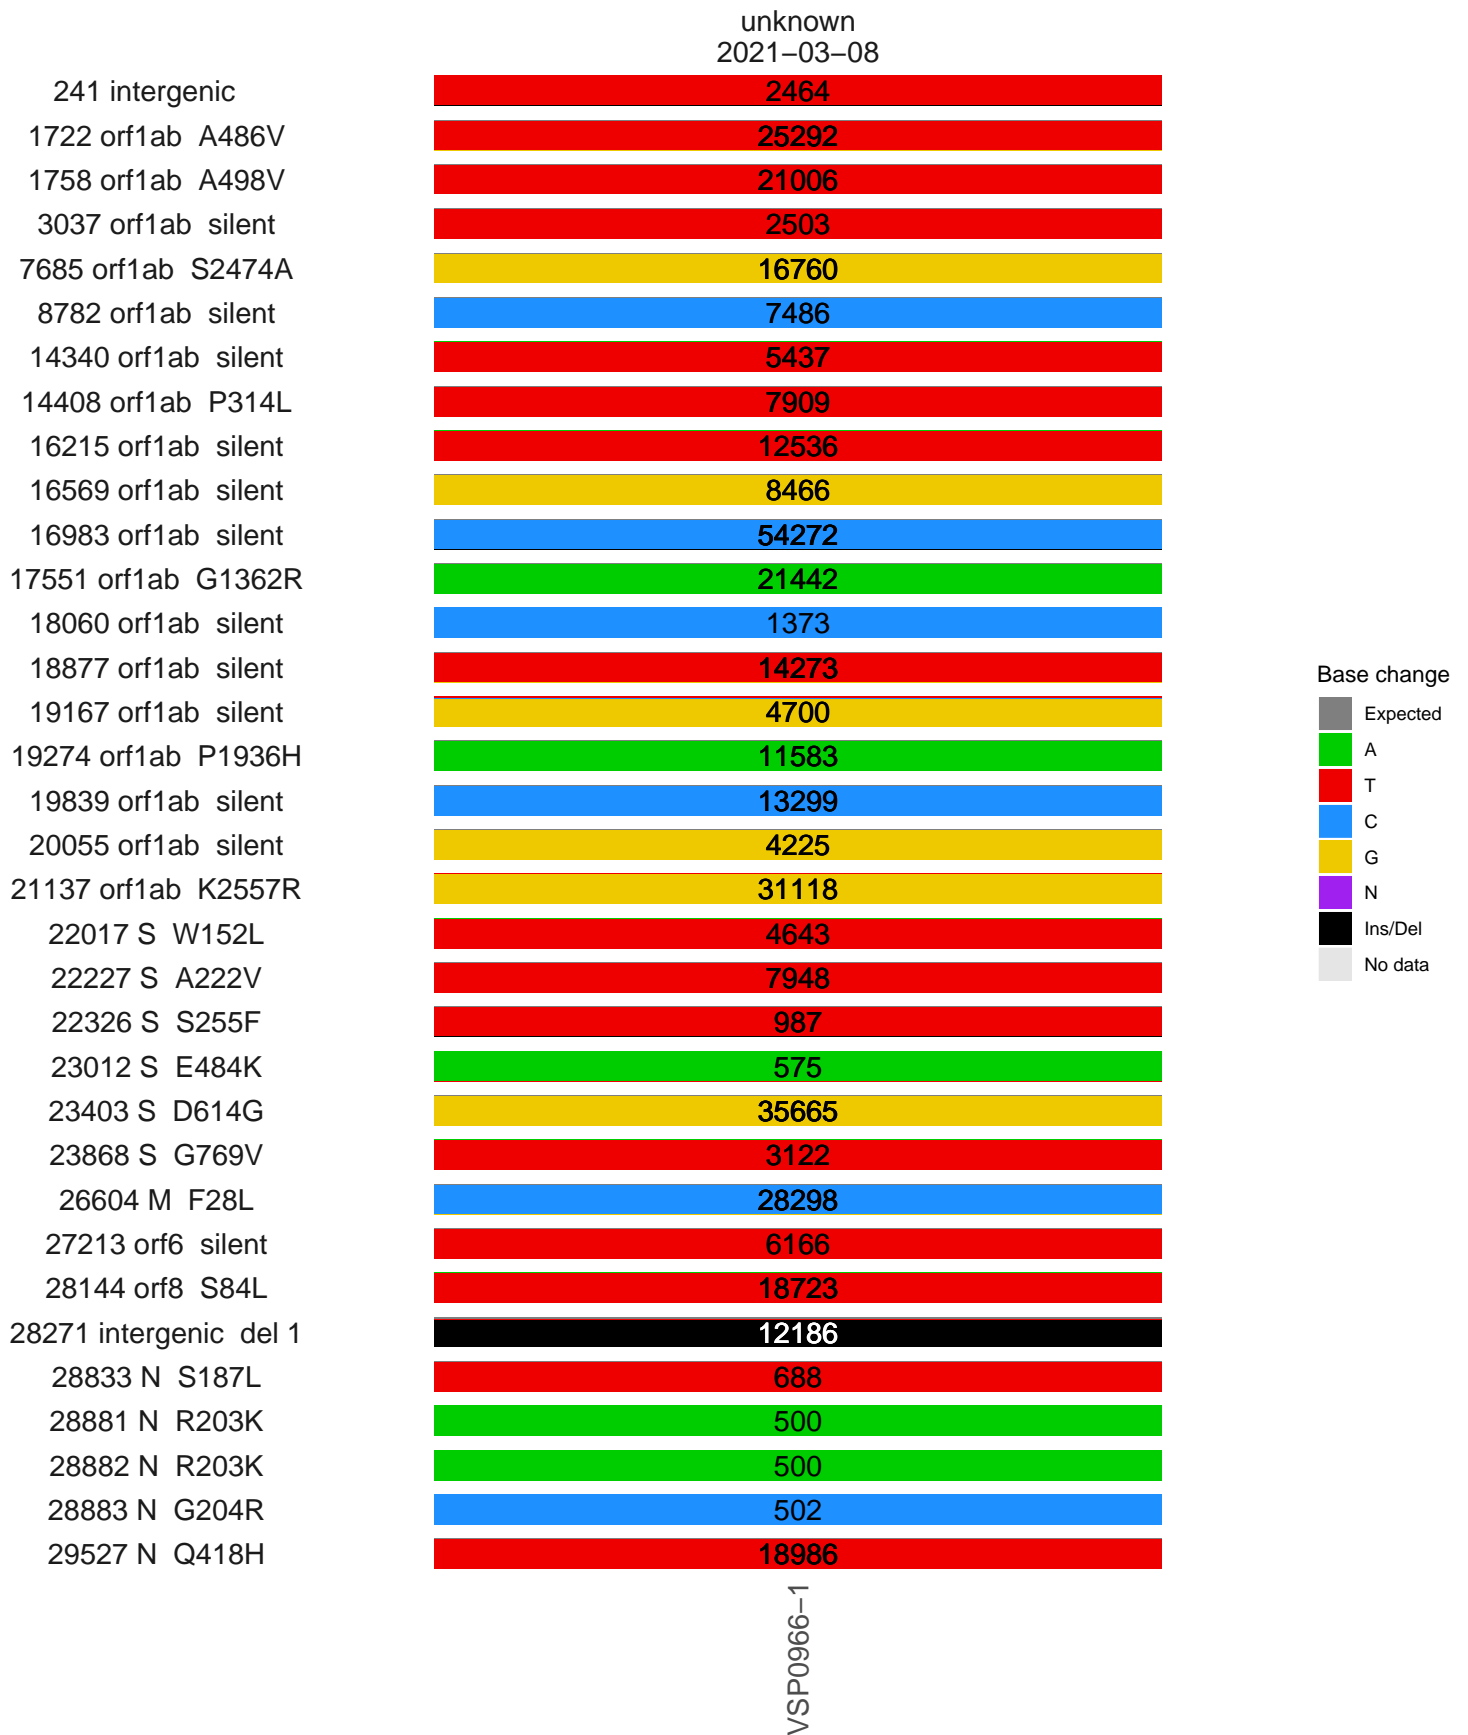 unknown
2021−03−08
241 intergenic 2464
1722 orf1ab A486V 25292
1758 orf1ab A498V 21006
3037 orf1ab silent 2503
7685 orf1ab S2474A 16760
8782 orf1ab silent 7486
14340 orf1ab silent 5437
14408 orf1ab P314L 7909
16215 orf1ab silent 12536
16569 orf1ab silent 8466
16983 orf1ab silent 54272
17551 orf1ab G1362R 21442
18060 orf1ab silent 1373
18877 orf1ab silent 14273
19167 orf1ab silent 4700
19274 orf1ab P1936H 11583
19839 orf1ab silent 13299
20055 orf1ab silent 4225
21137 orf1ab K2557R 31118
22017 S W152L 4643
22227 S A222V 7948
22326 S S255F 987
23012 S E484K 575
23403 S D614G 35665
23868 S G769V 3122
26604 M F28L 28298
27213 orf6 silent 6166
28144 orf8 S84L 18723
28271 intergenic del 1 12186
28833 N S187L 688
28881 N R203K 500
28882 N R203K 500
28883 N G204R 502
29527 N Q418H 18986
VSP0966−1
Base change
Expected
A
T
C
G
N
Ins/Del
No data